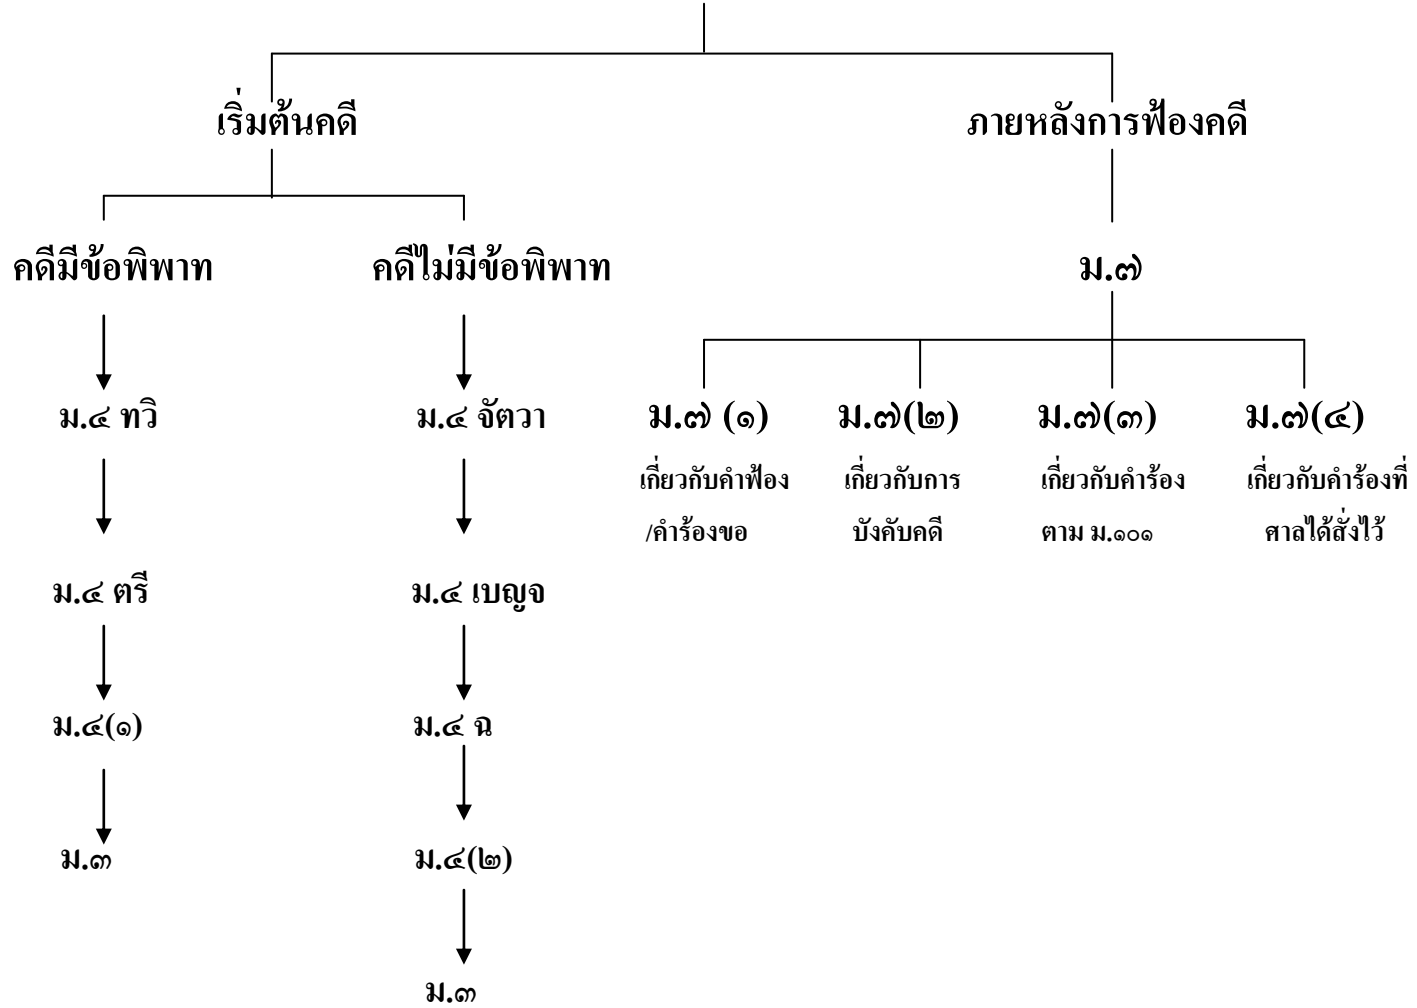 เริ่มต้นคดี
ภายหลังการฟ้องคดี
คดีมีข้อพิพาท
คดีไม่มีข้อพิพาท
ม.๗
ม.๔ ทวิ
ม.๔ จัตวา
ม.๗ (๑)
ม.๗(๒)
ม.๗(๓)
ม.๗(๔)
เกี่ยวกับคำฟ้อง
/คำร้องขอ
เกี่ยวกับการ
บังคับคดี
เกี่ยวกับคำร้อง
ตาม ม.๑๐๑
เกี่ยวกับคำร้องที่
ศาลได้สั่งไว้
ม.๔ ตรี
ม.๔ เบญจ
ม.๔(๑)
ม.๔ ฉ
ม.๓
ม.๔(๒)
ม.๓